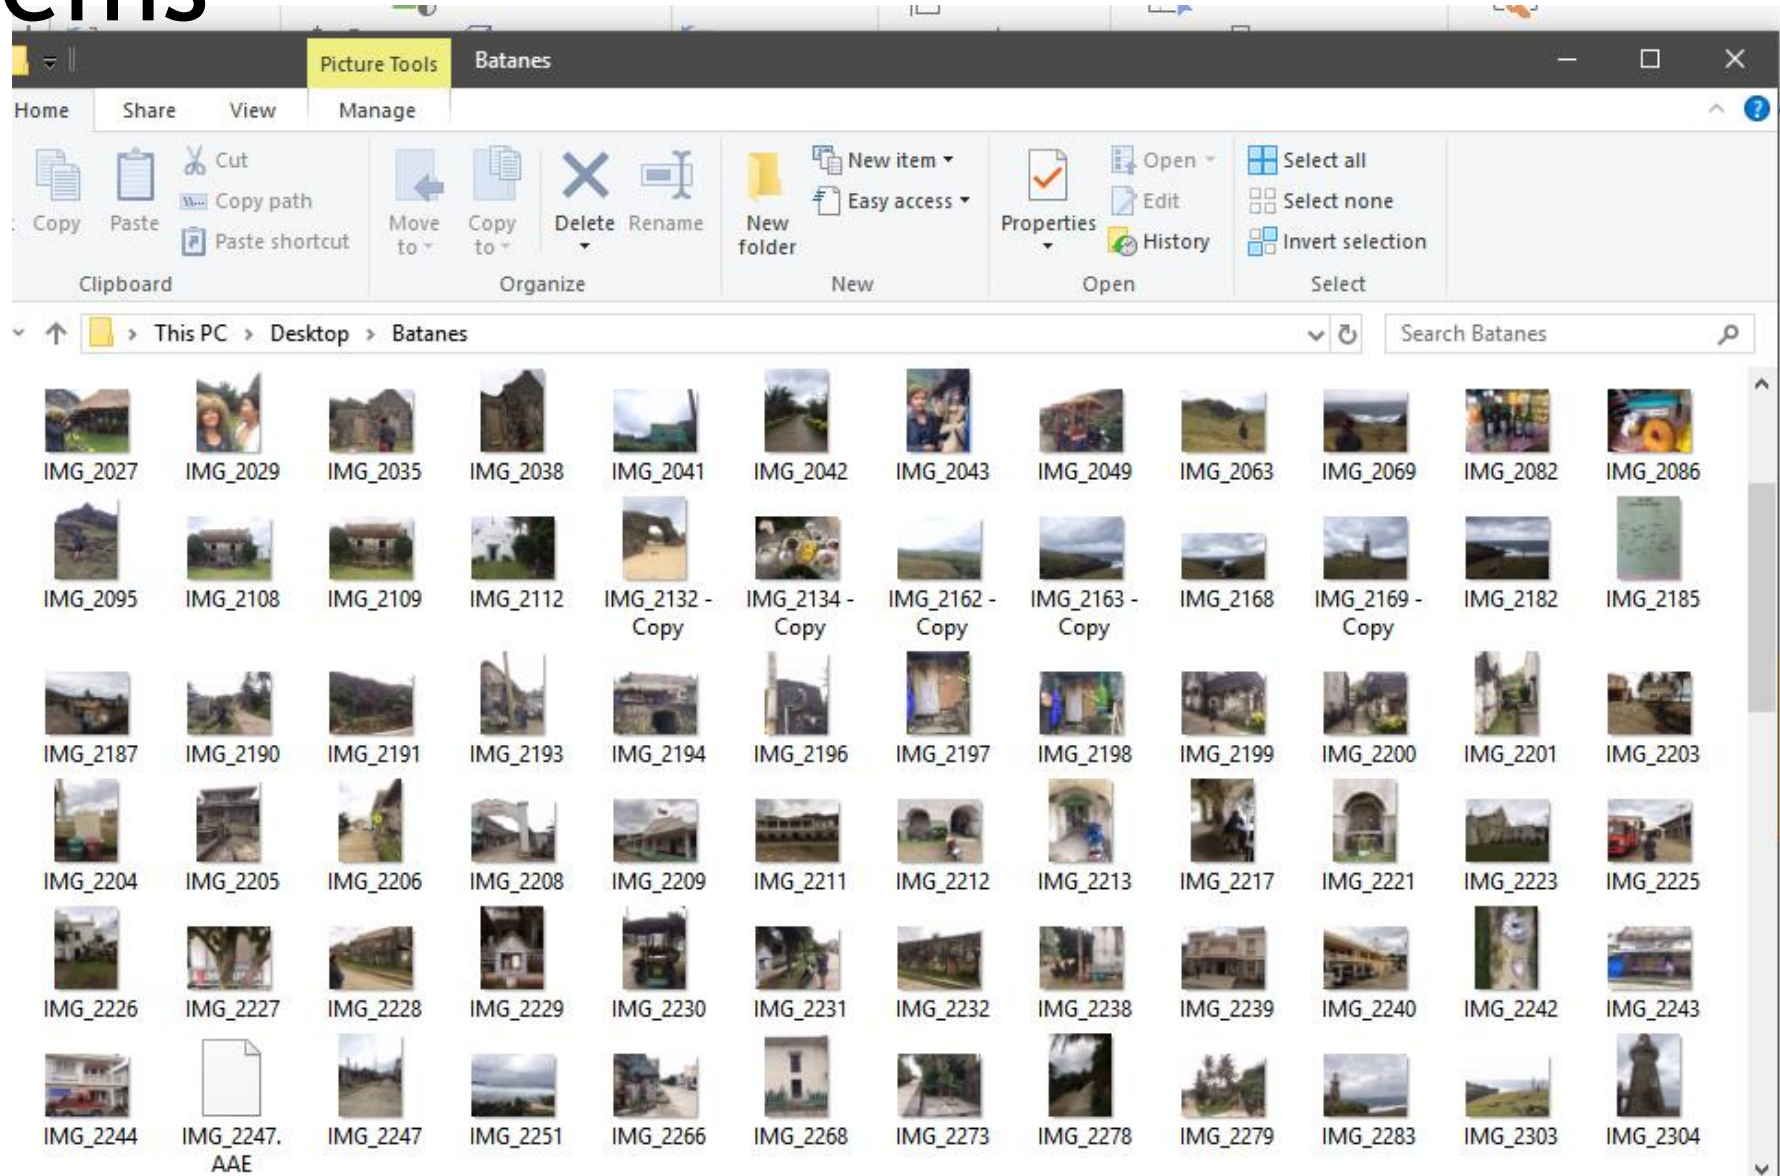 Picture Tools Batanes
Home Share View Manage
Copy Paste Cut
Copy path
Paste shortcut
Clipboard
Move to Copy to Delete Rename
Organize
New folder New item
Easy access
New
Properties Open
Edit
History
Open
Select all
Select none
Invert selection
Select
This PC > Desktop > Batanes Search Batanes
IMG_2027 IMG_2029 IMG_2035 IMG_2038 IMG_2041 IMG_2042 IMG_2043 IMG_2049 IMG_2063 IMG_2069 IMG_2082 IMG_2086
IMG_2095 IMG_2108 IMG_2109 IMG_2112 IMG_2132 - Copy IMG_2134 - Copy IMG_2162 - Copy IMG_2163 - Copy IMG_2168 IMG_2169 - Copy IMG_2182 IMG_2185
IMG_2187 IMG_2190 IMG_2191 IMG_2193 IMG_2194 IMG_2196 IMG_2197 IMG_2198 IMG_2199 IMG_2200 IMG_2201 IMG_2203
IMG_2204 IMG_2205 IMG_2206 IMG_2208 IMG_2209 IMG_2211 IMG_2212 IMG_2213 IMG_2217 IMG_2221 IMG_2223 IMG_2225
IMG_2226 IMG_2227 IMG_2228 IMG_2229 IMG_2230 IMG_2231 IMG_2232 IMG_2238 IMG_2239 IMG_2240 IMG_2242 IMG_2243
IMG_2244 IMG_2247.AAE IMG_2247 IMG_2251 IMG_2266 IMG_2268 IMG_2273 IMG_2278 IMG_2279 IMG_2283 IMG_2303 IMG_2304